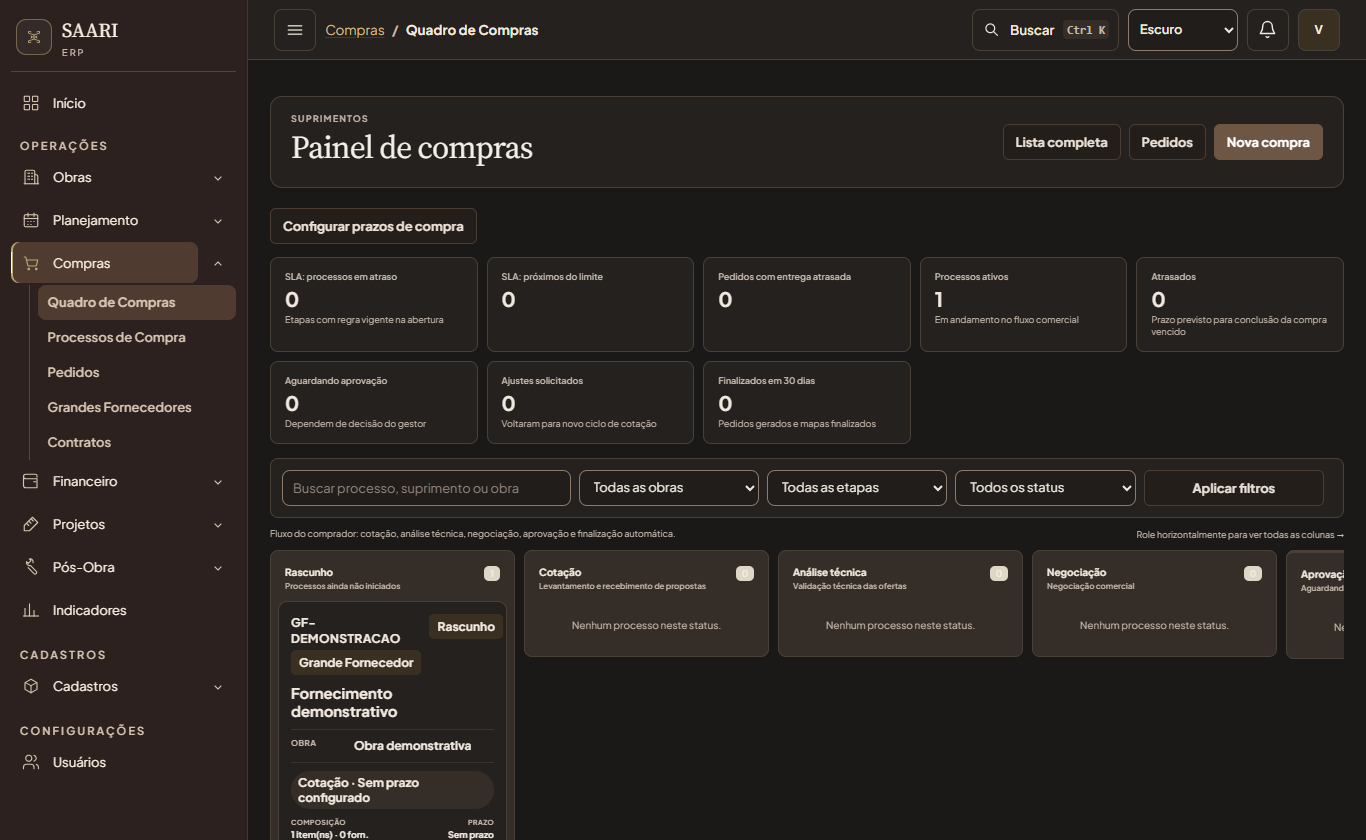 SAARI
ERP
Início
OPERAÇÕES
Obras
Planejamento
Compras
Quadro de Compras
Processos de Compra
Pedidos
Grandes Fornecedores
Contratos
Financeiro
Projetos
Pós-Obra
Indicadores
CADASTROS
Cadastros
CONFIGURAÇÕES
Usuários
Compras / Quadro de Compras
Buscar Ctrl K
Escuro
V
SUPRIMENTOS
Painel de compras
Lista completa
Pedidos
Nova compra
Configurar prazos de compra
SLA: processos em atraso
0
Etapas com regra vigente na abertura
SLA: próximos do limite
0
Pedidos com entrega atrasada
0
Processos ativos
1
Em andamento no fluxo comercial
Atrasados
0
Prazo previsto para conclusão da compra
vencido
Aguardando aprovação
0
Dependem de decisão do gestor
Ajustes solicitados
0
Voltaram para novo ciclo de cotação
Finalizados em 30 dias
0
Pedidos gerados e mapas finalizados
Buscar processo, suprimento ou obra
Todas as obras
Todas as etapas
Todos os status
Aplicar filtros
Fluxo do comprador: cotação, análise técnica, negociação, aprovação e finalização automática.
Role horizontalmente para ver todas as colunas →
Rascunho
Processos ainda não iniciados
GF-
DEMONSTRACAO
Rascunho
Grande Fornecedor
Fornecimento
demonstrativo
OBRA
Obra demonstrativa
Cotação · Sem prazo
configurado
COMPOSIÇÃO
PRAZO
1 item(ns) · 0 forn.
Sem prazo
Cotação
Levantamento e recebimento de propostas
Nenhum processo neste status.
Análise técnica
Validação técnica das ofertas
Nenhum processo neste status.
Negociação
Negociação comercial
Nenhum processo neste status.
Aprovaç
Aguardand
Ne